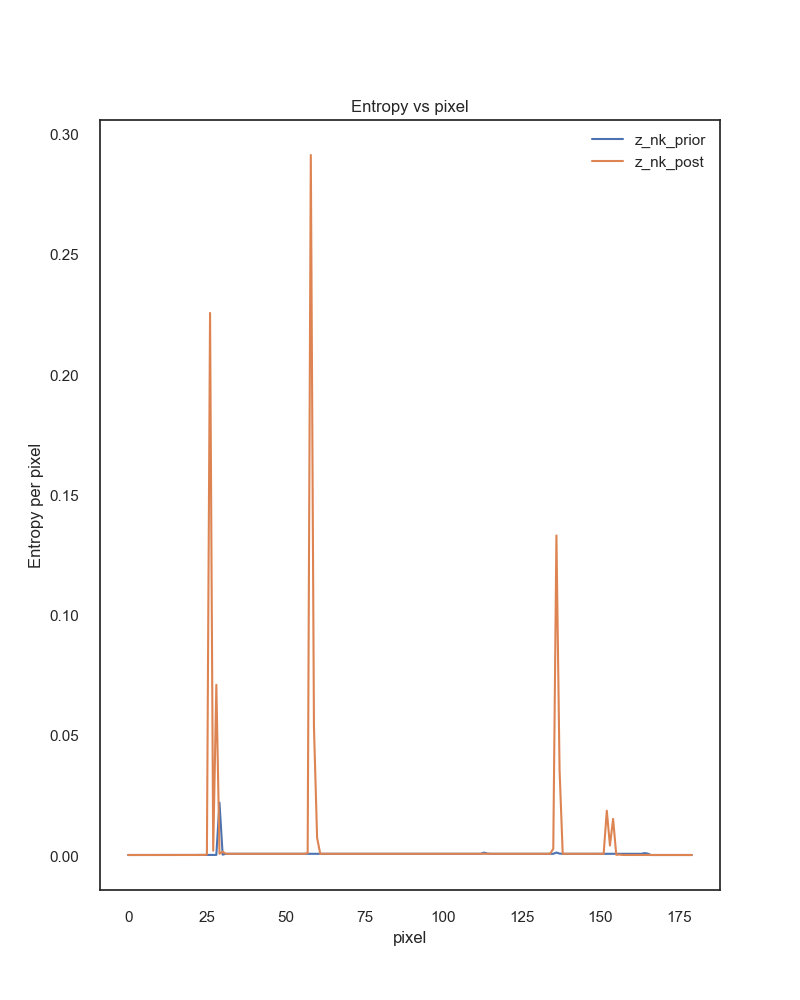 Entropy vs pixel
z_nk_prior
z_nk_post
0.30
0.25
0.20
0.15
0.10
0.05
0.00
Entropy per pixel
0 25 50 75 100 125 150 175
pixel